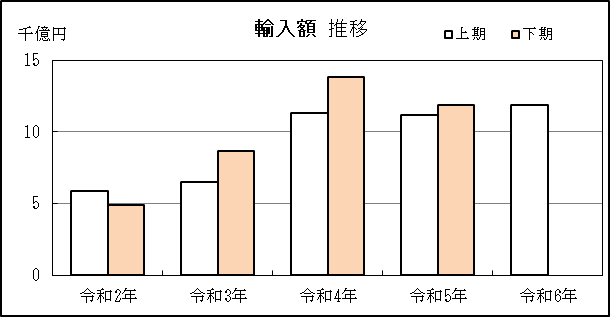 輸入額 推移
千億円
上期 下期
15
10
5
0
令和2年 令和3年 令和4年 令和5年 令和6年